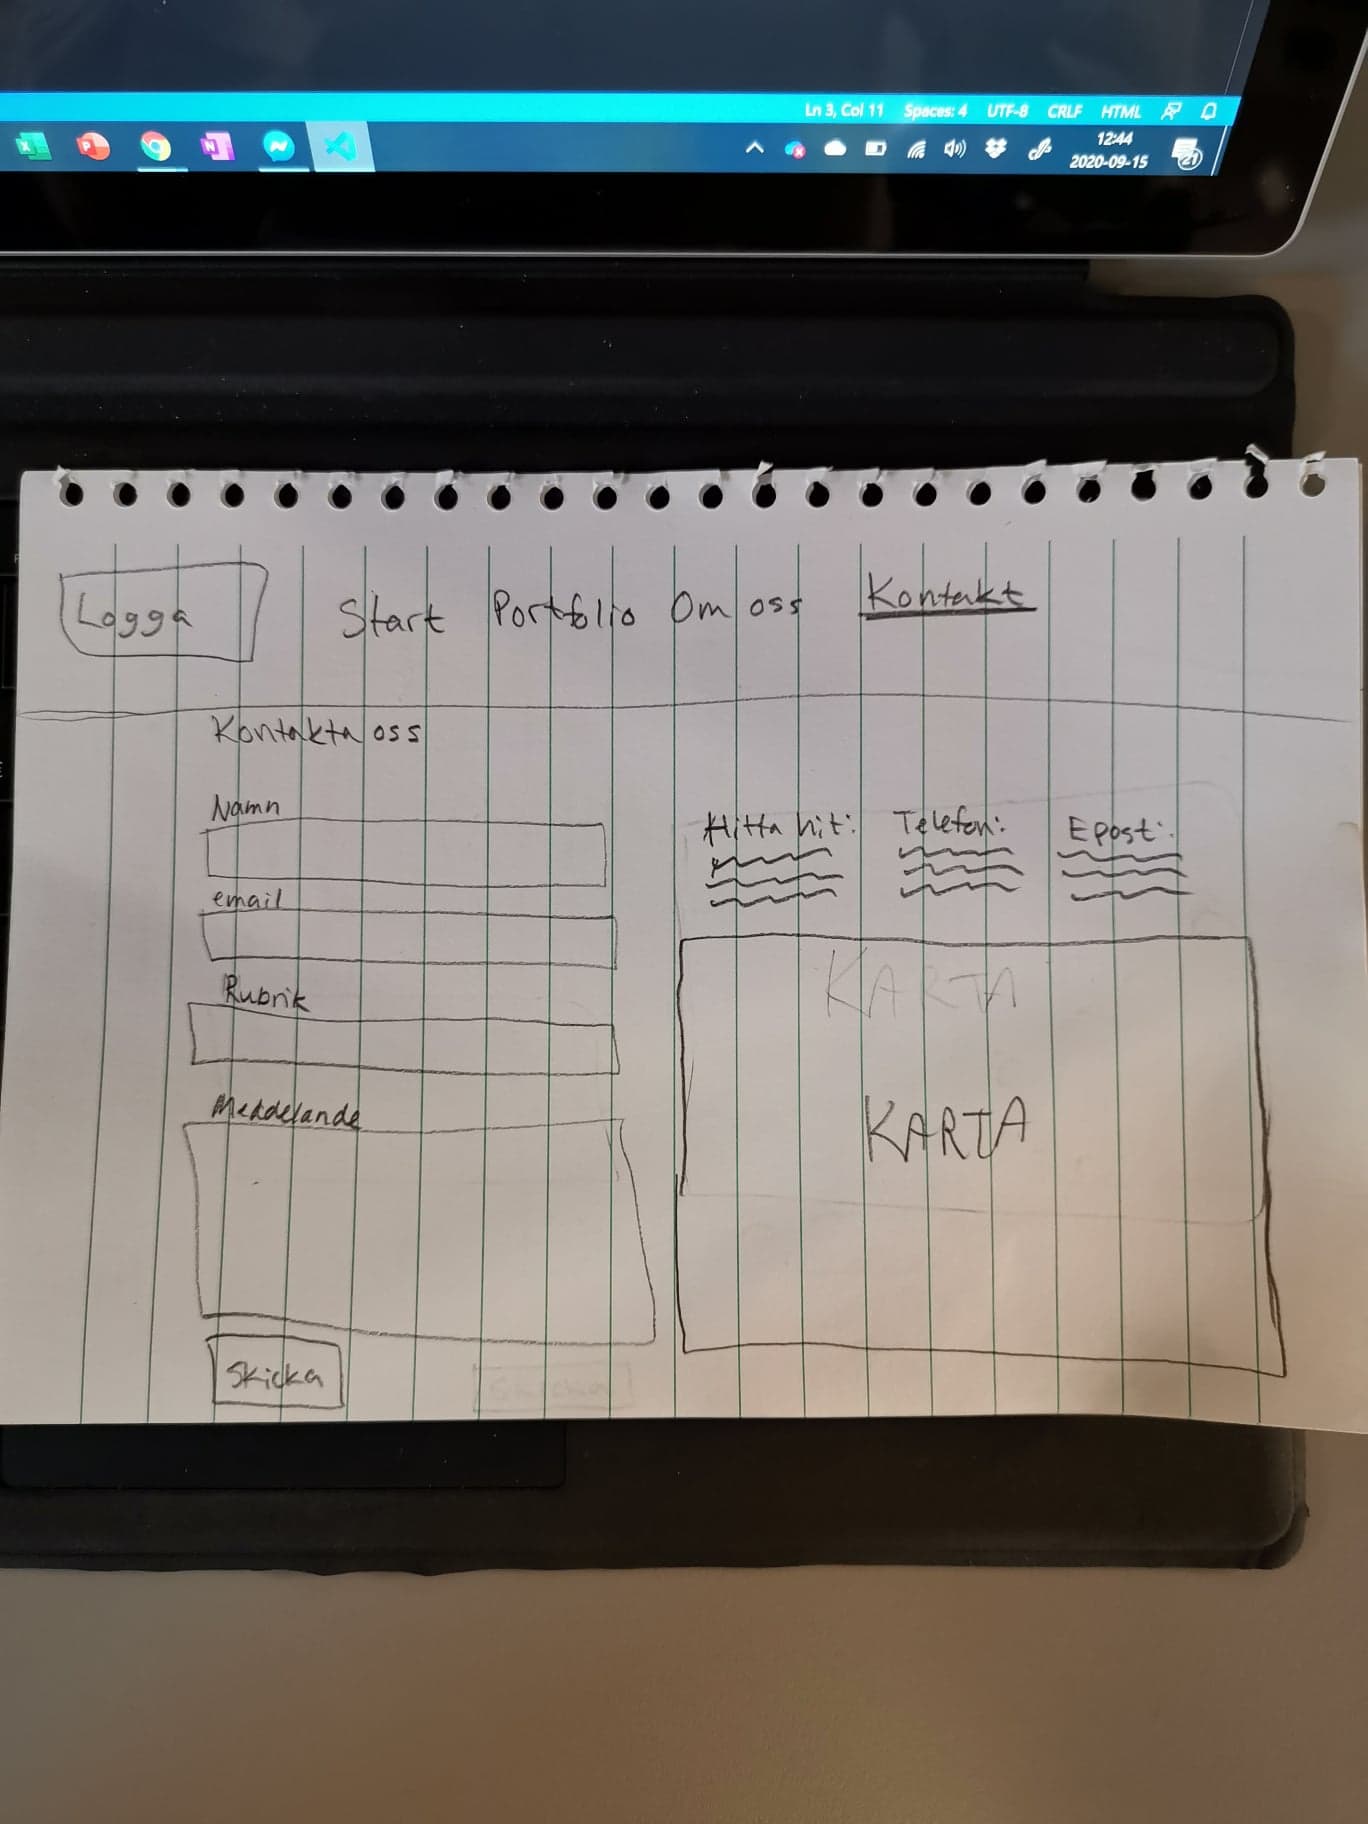 Ln 3, Col 11 Spaces: 4 UTF-8 CRLF HTML
12:44
2020-09-15
21
Logga
Start Portfolio Om oss Kontakt
Kontakta oss
Namn
email
Rubrik
Meddelande
Skicka
Skicka
Hitta hit: Telefon: Epost:
KARTA
KARTA